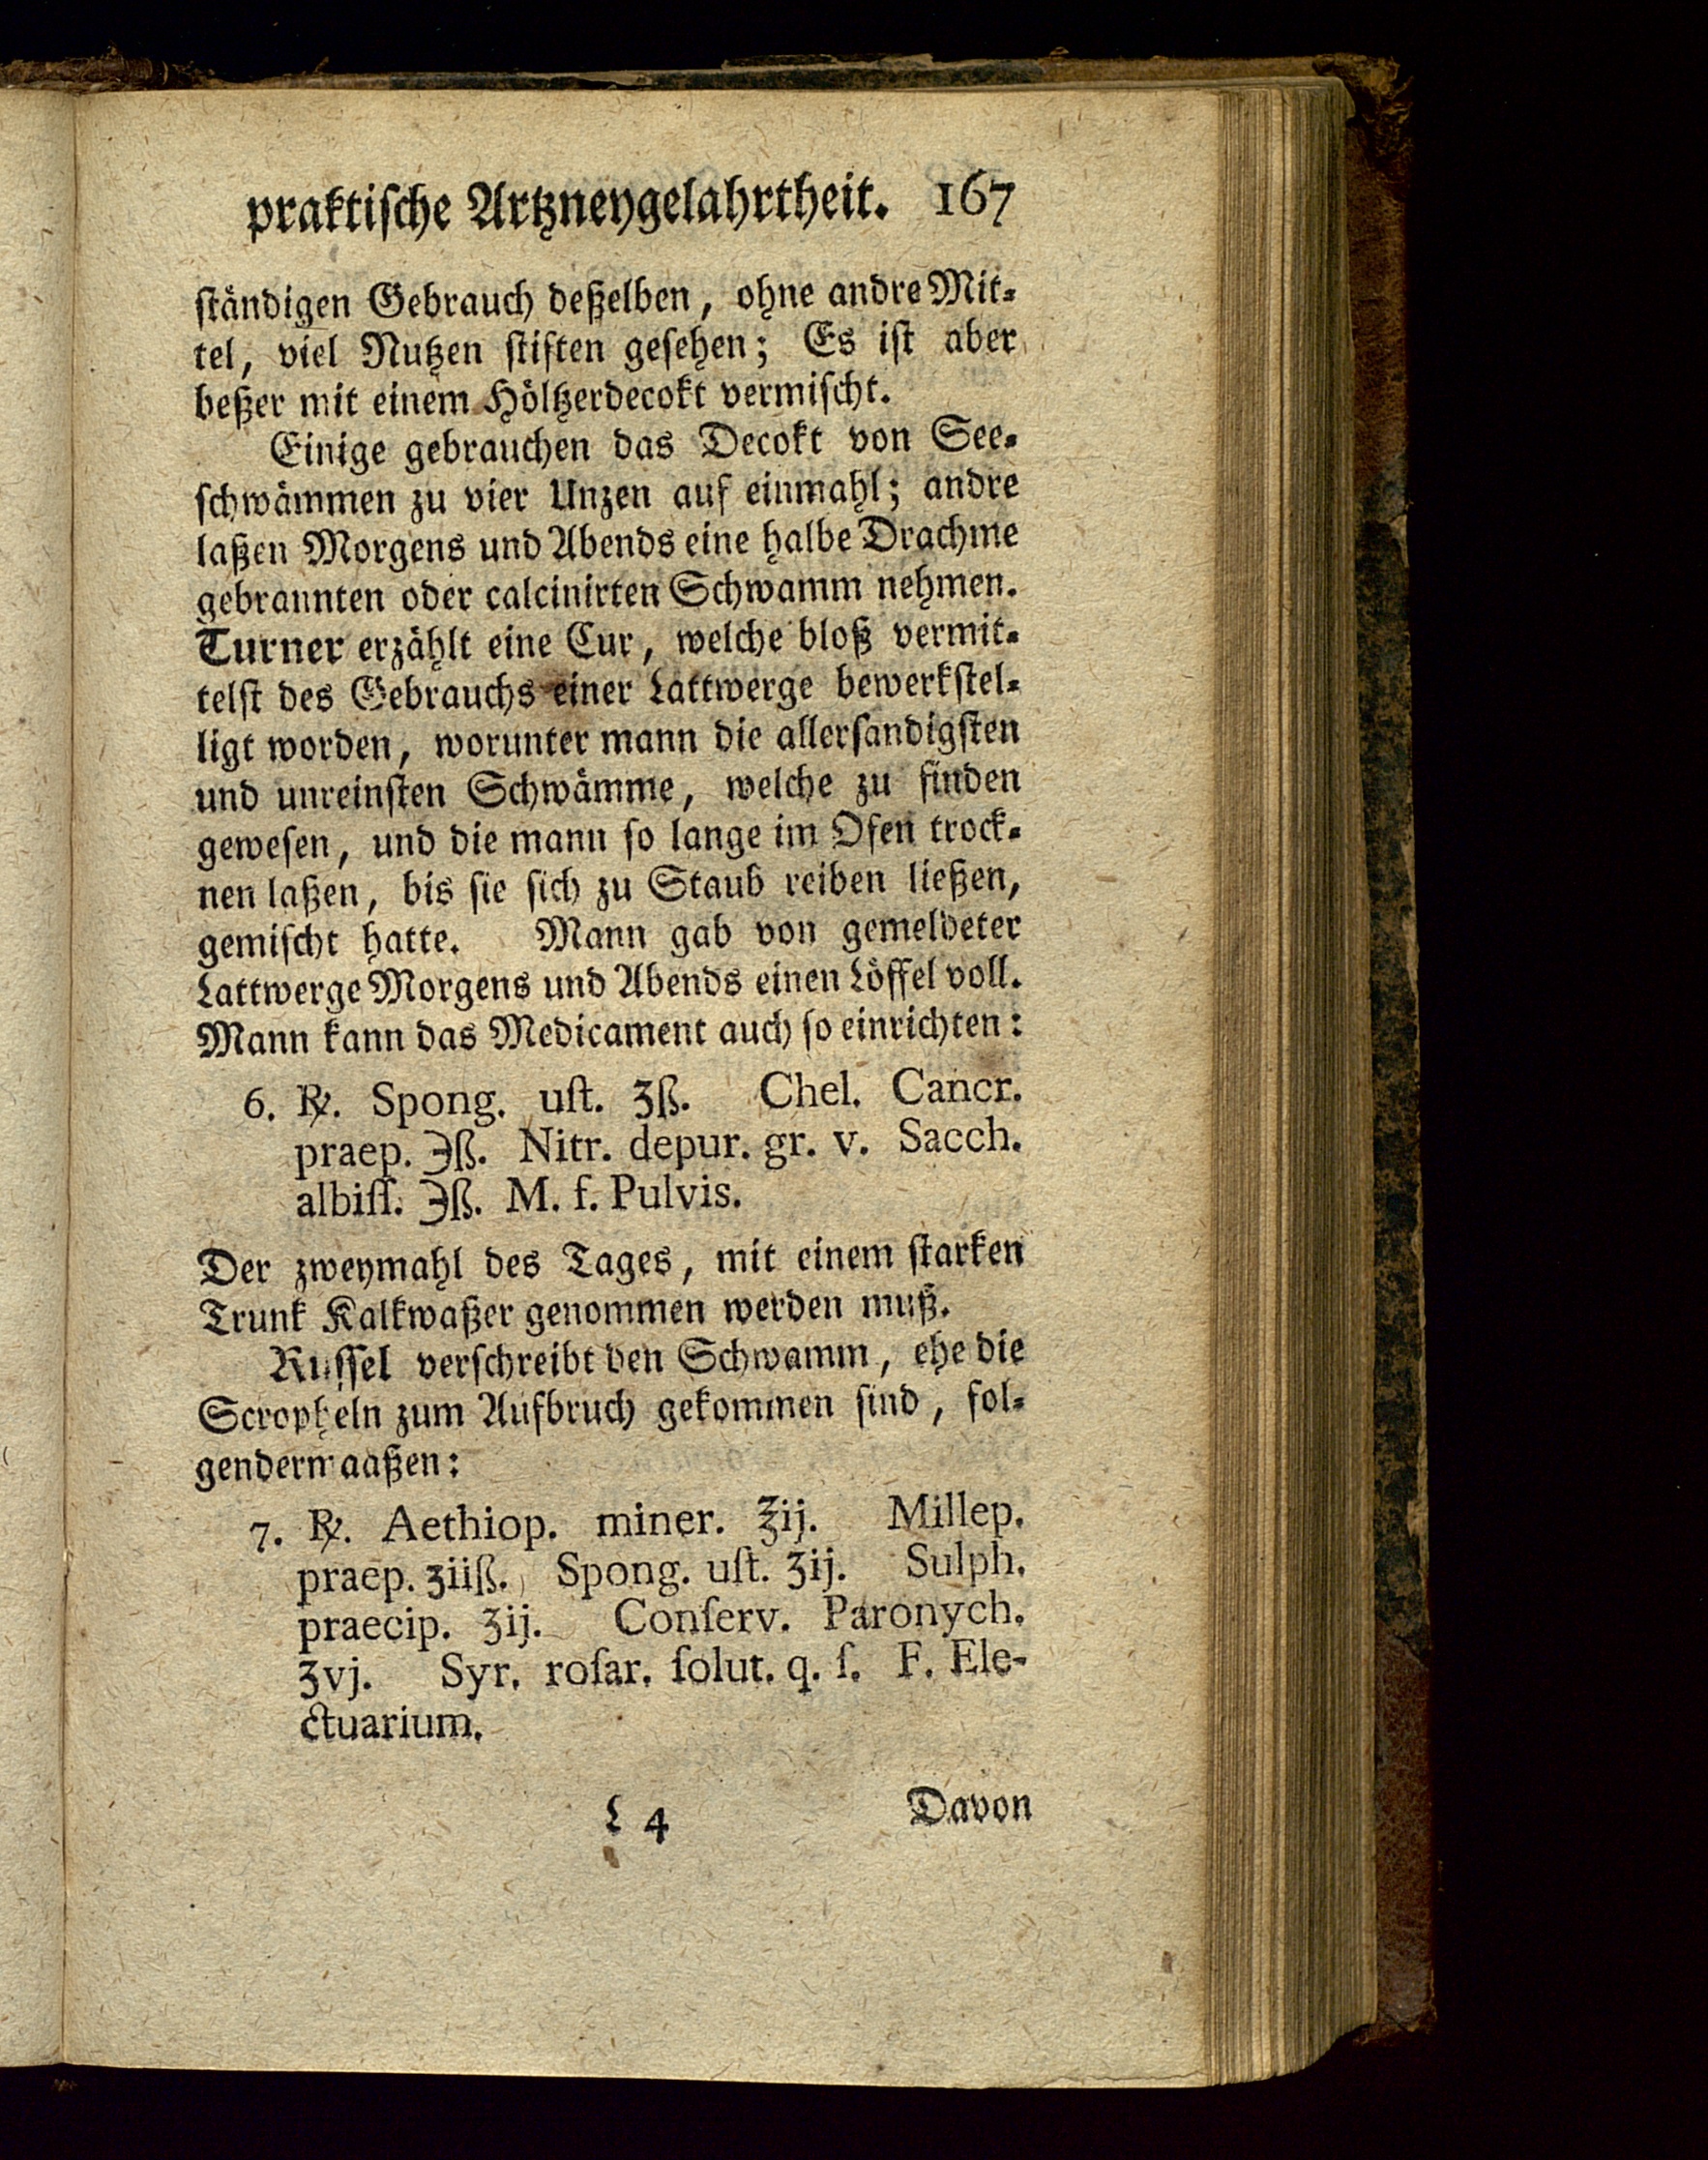 praktische Artzneygelahrtheit. 167
ständigen Gebrauch deßelben, ohne andre Mit-
tel, viel Nutzen stiften gesehen; Es ist aber
beßer mit einem Höltzerdecokt vermischt.
Einige gebrauchen das Decokt von See-
schwämmen zu vier Unzen auf einmahl; andre
laßen Morgens und Abends eine halbe Drachme
gebrannten oder calcinirten Schwamm nehmen.
Turner erzählt eine Cur, welche bloß vermit-
telst des Gebrauchs einer Lattwerge bewerkstel-
ligt worden, worunter mann die allersandigsten
und unreinsten Schwämme, welche zu finden
gewesen, und die mann so lange im Ofen trock-
nen laßen, bis sie sich zu Staub reiben ließen,
gemischt hatte. Mann gab von gemeldeter
Lattwerge Morgens und Abends einen Löffel voll.
Mann kann das Medicament auch so einrichten:
6. ℞. Spong. uſt. ʒß. Chel. Cancr.
praep. ℈ß. Nitr. depur. gr. v. Sacch.
albiſſ. ℈ß. M. f. Pulvis.
Der zweymahl des Tages, mit einem starken
Trunk Kalkwaßer genommen werden muß.
Russel verschreibt den Schwamm, ehe die
Scropheln zum Aufbruch gekommen sind, fol-
gendermaaßen:
7. ℞. Aethiop. miner. ℥ij. Millep.
praep. ʒiiß. Spong. uſt. ʒij. Sulph.
praecip. ʒij. Conſerv. Paronych.
ʒvj. Syr. roſar. ſolut. q. ſ. F. Ele-
ctuarium.
L 4 Davon